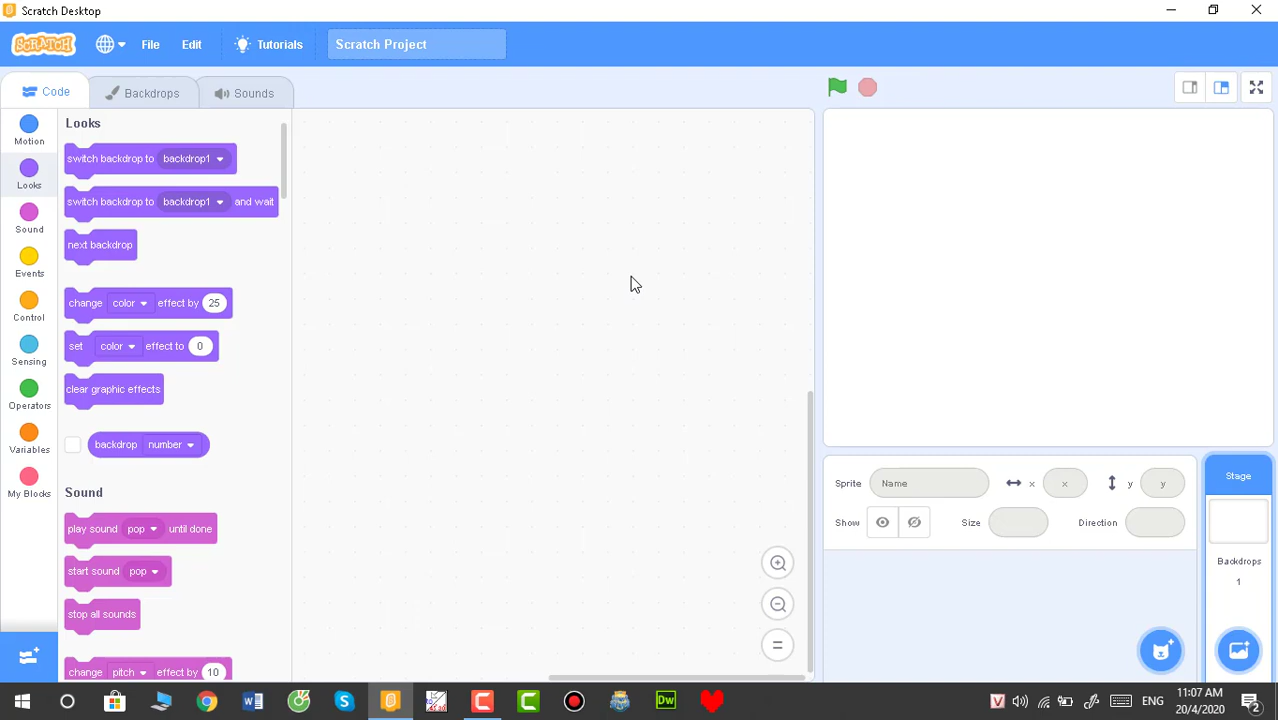 Scratch Desktop
SCRATCH
File
Edit
Tutorials
Scratch Project
Code
Backdrops
Sounds
Motion
Looks
Sound
Events
Control
Sensing
Operators
Variables
My Blocks
Looks
switch backdrop to backdrop1
switch backdrop to backdrop1 and wait
next backdrop
change color effect by 25
set color effect to 0
clear graphic effects
backdrop number
Sound
play sound pop until done
start sound pop
stop all sounds
change pitch effect by 10
Sprite Name x x y y
Show Size Direction
Stage
Backdrops
1
W
Dw
V
ENG
11:07 AM
20/4/2020
2